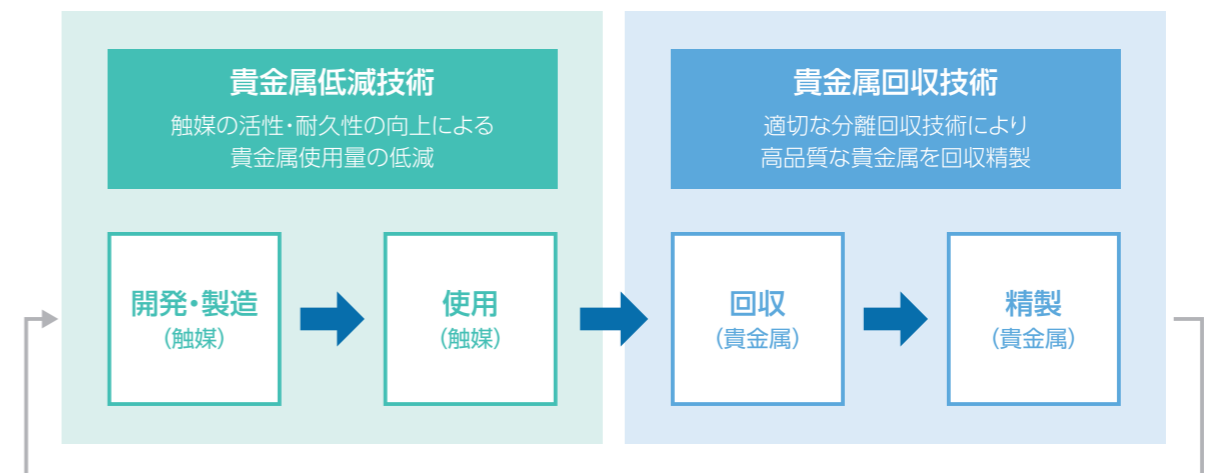 貴金属低減技術
触媒の活性・耐久性の向上による
貴金属使用量の低減
開発・製造
(触媒)
使用
(触媒)
貴金属回収技術
適切な分離回収技術により
高品質な貴金属を回収精製
回収
(貴金属)
精製
(貴金属)